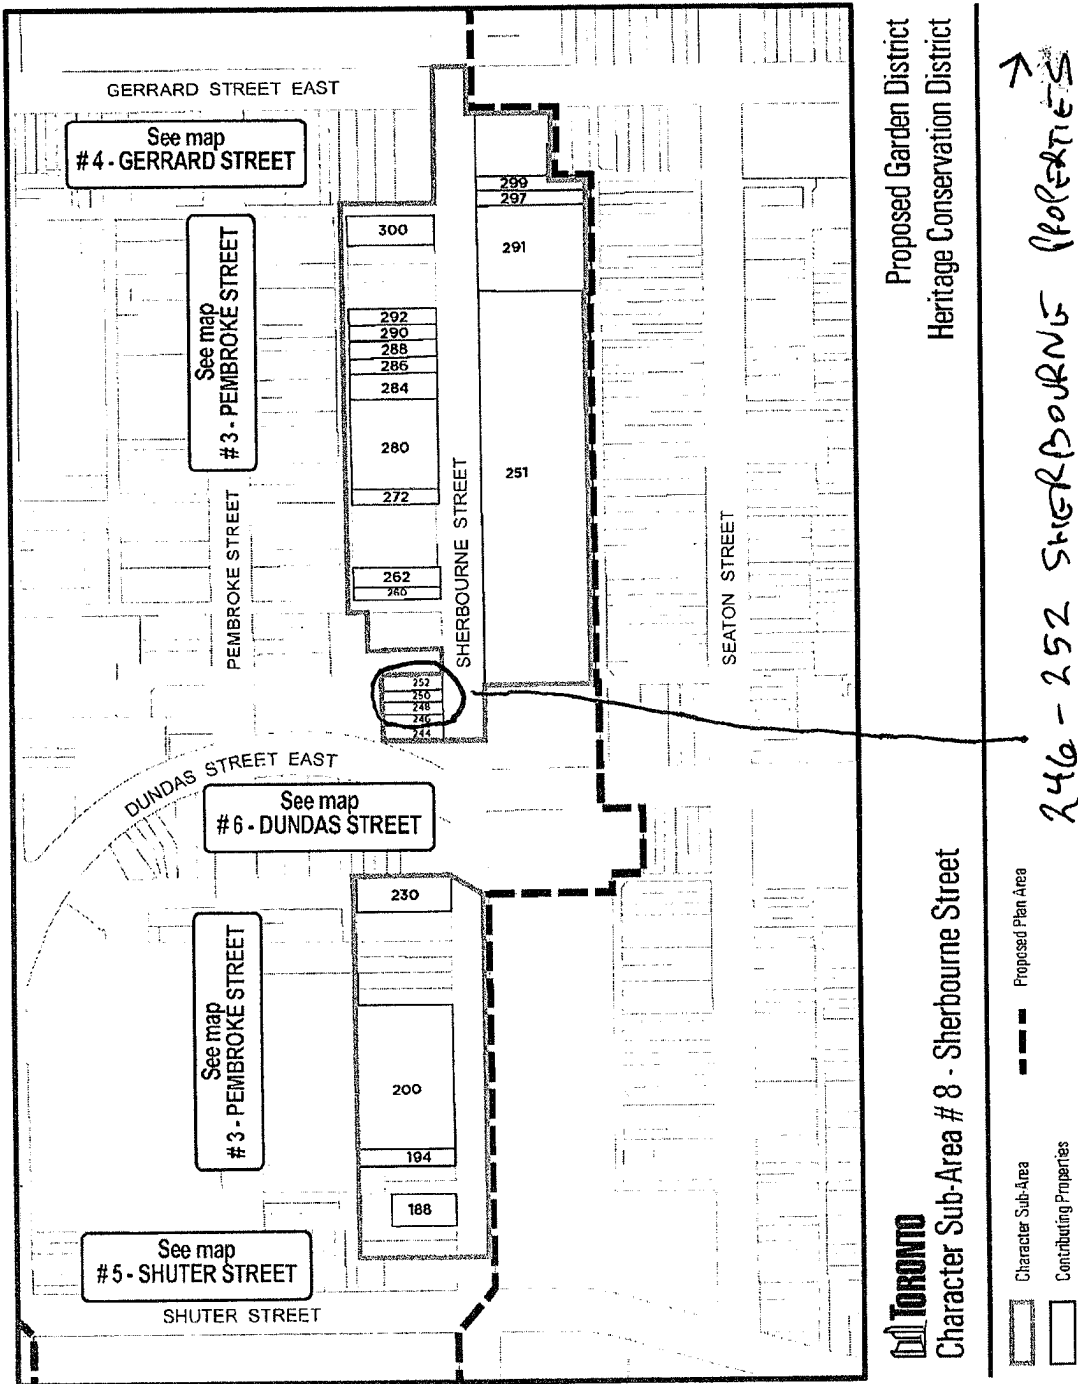 GERRARD STREET EAST
See map
#4 - GERRARD STREET
See map
#3 - PEMBROKE STREET
299
297
291
300
292
290
288
286
284
280
272
262
260
251
PEMBROKE STREET
SHERBOURNE STREET
SEATON STREET
252
250
248
246
244
DUNDAS STREET EAST
See map
#6 - DUNDAS STREET
230
See map
#3 - PEMBROKE STREET
200
194
188
See map
#5 - SHUTER STREET
SHUTER STREET
Proposed Garden District
Heritage Conservation District
TORONTO
Character Sub-Area # 8 - Sherbourne Street
Character Sub-Area
Proposed Plan Area
Contributing Properties
246 - 252 SHERBOURNE PROPERTIES